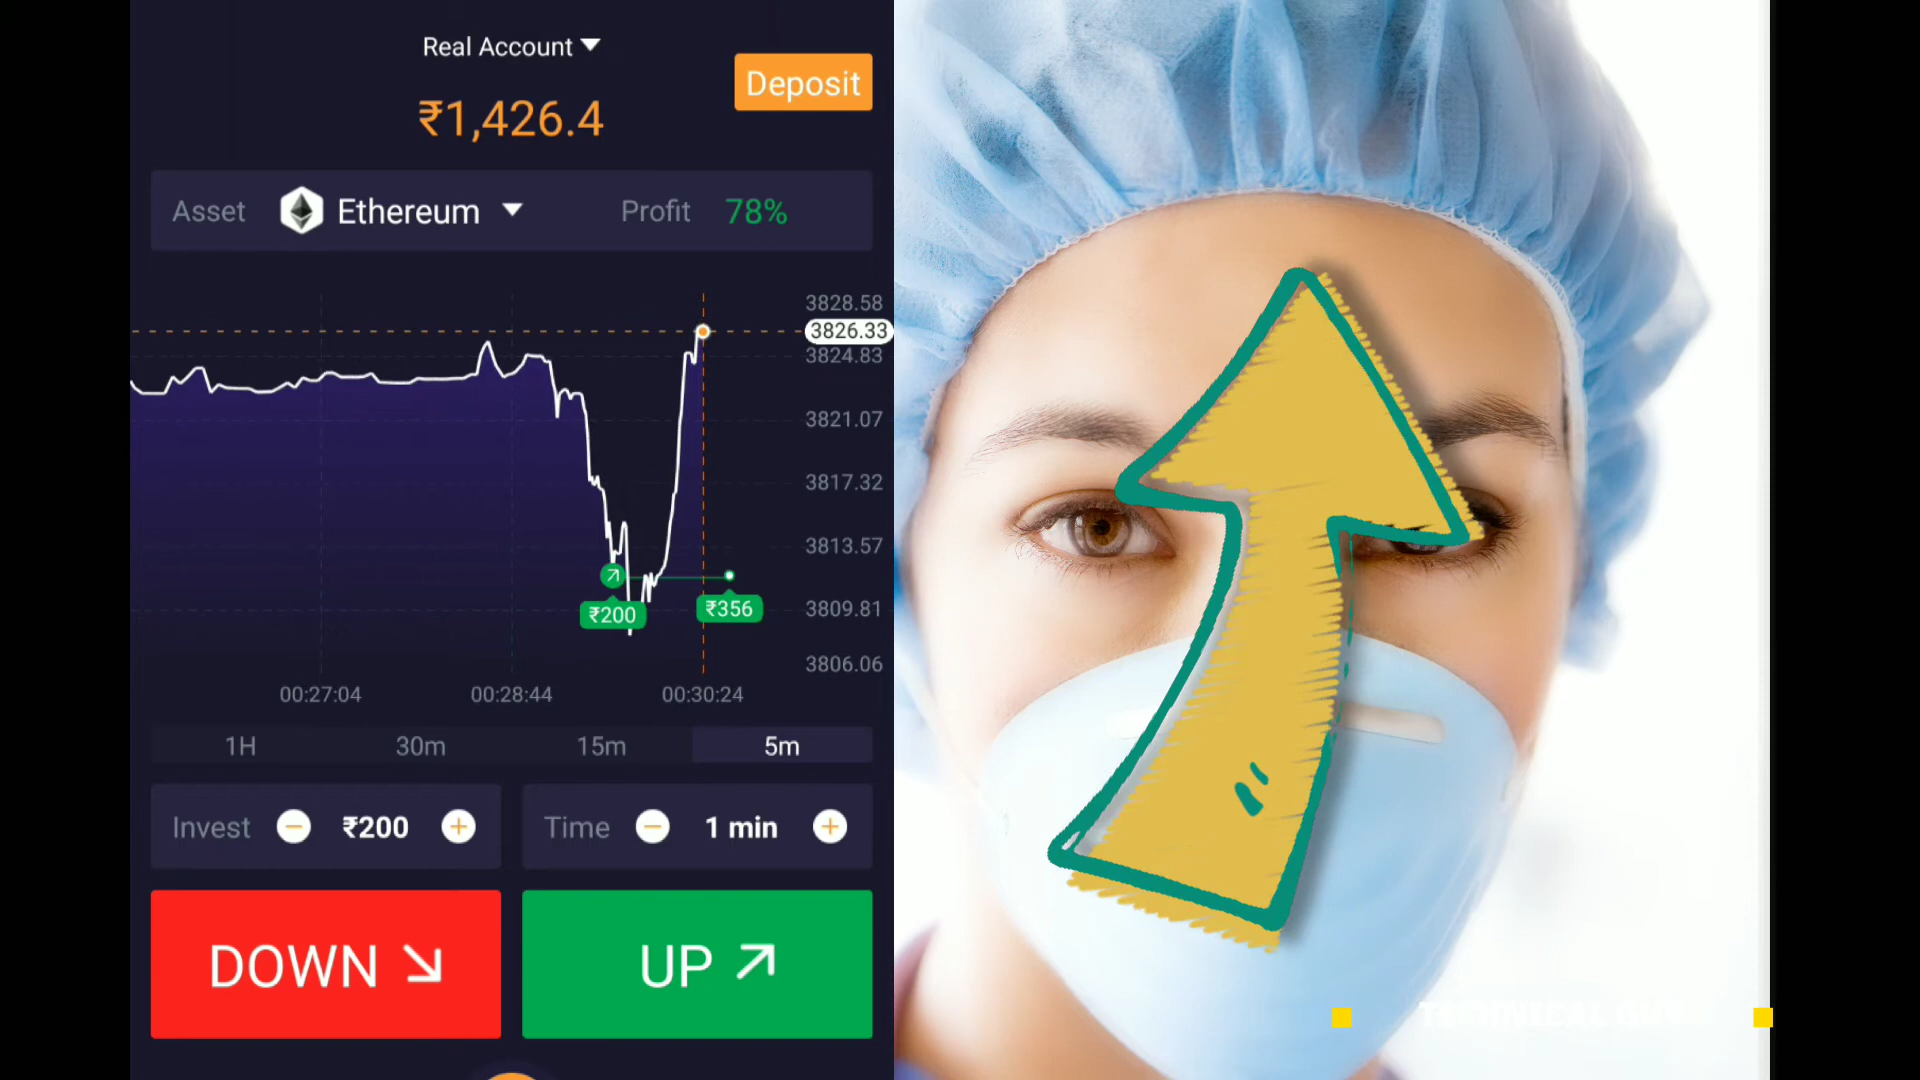 Real Account
Deposit
₹1,426.4
Asset Ethereum Profit 78%
3828.58
3826.33
3824.83
3821.07
3817.32
3813.57
3809.81
3806.06
₹200
₹356
00:27:04 00:28:44 00:30:24
1H 30m 15m 5m
Invest ₹200 Time 1 min
DOWN UP